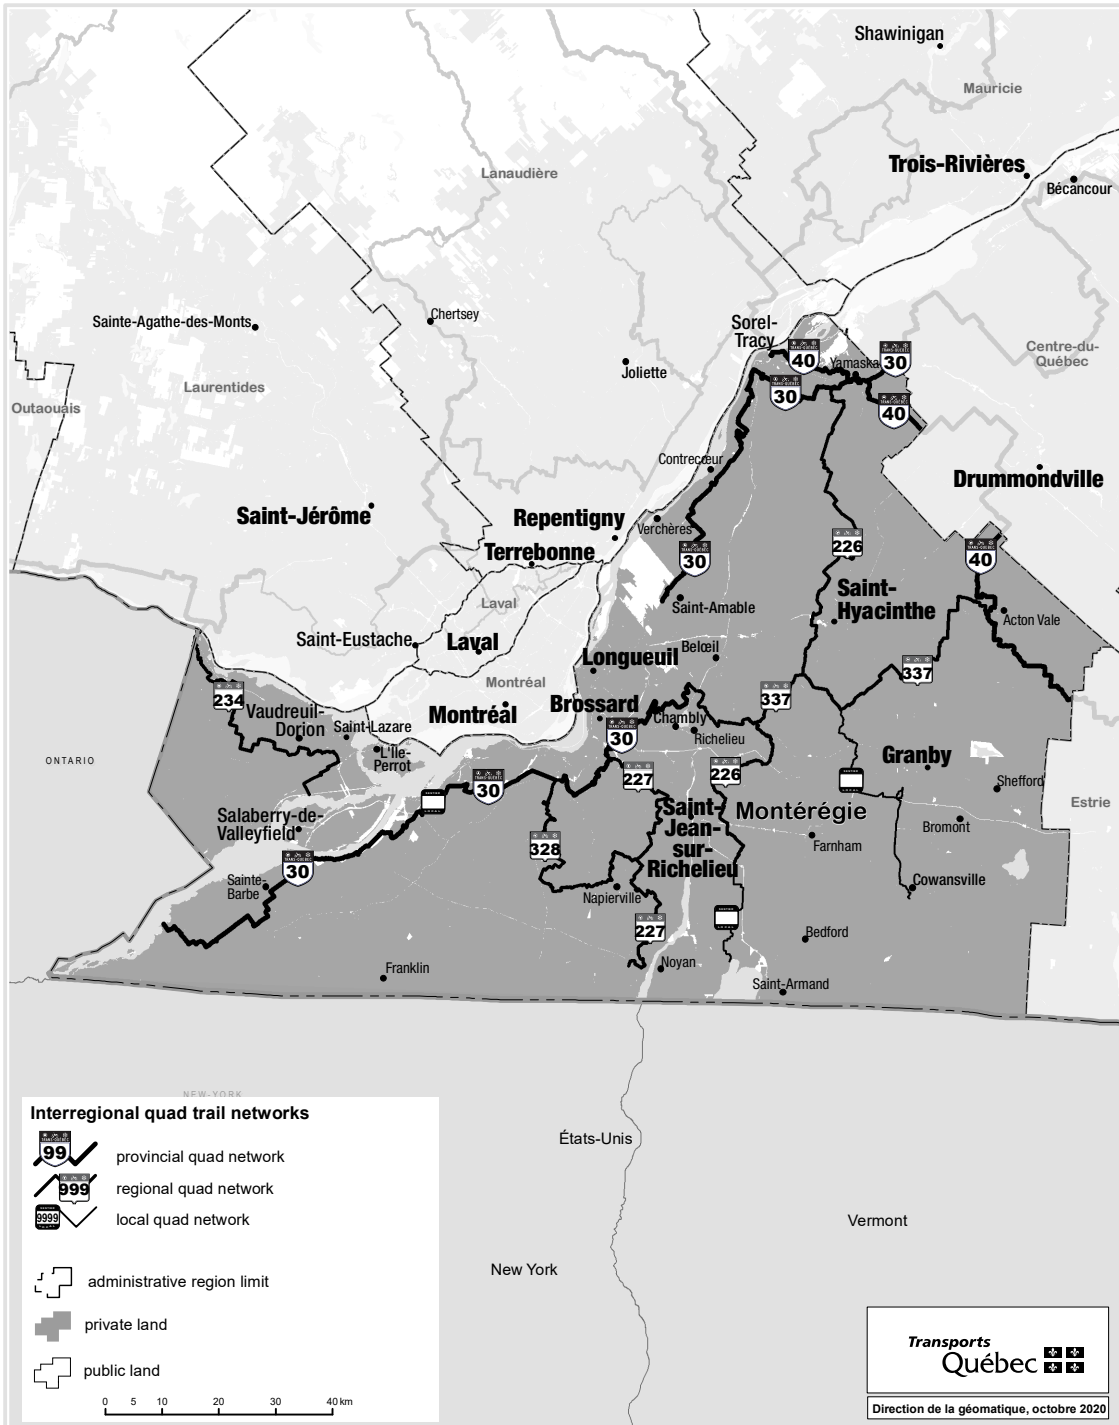 Shawinigan
Mauricie
Trois-Rivières
Bécancour
Lanaudière
Chertsey
Sainte-Agathe-des-Monts
Laurentides
Outaouais
Joliette
Sorel-
Tracy
40
Yamaska
30
30
40
Centre-du-
Québec
Contrecœur
Drummondville
Saint-Jérôme
Repentigny
Verchères
Terrebonne
30
226
40
Saint-
Hyacinthe
Saint-Amable
Acton Vale
Laval
Saint-Eustache
Laval
Longueuil
Belœil
337
Montréal
234
Vaudreuil-
Dorion
Saint-Lazare
L'Île-
Perrot
Montréal
Brossard
337
Chambly
Richelieu
30
ONTARIO
Granby
30
227
226
Shefford
Saint-
Jean-
sur-
Richelieu
Montérégie
Estrie
Salaberry-de-
Valleyfield
Bromont
328
Farnham
30
Sainte-
Barbe
Napierville
Cowansville
227
Bedford
Franklin
Noyan
Saint-Armand
NEW-YORK
États-Unis
Vermont
New York
Interregional quad trail networks
TRANS-QUÉBEC
99
provincial quad network
999
regional quad network
9999
local quad network
administrative region limit
private land
public land
0 5 10 20 30 40 km
Transports
Québec
Direction de la géomatique, octobre 2020